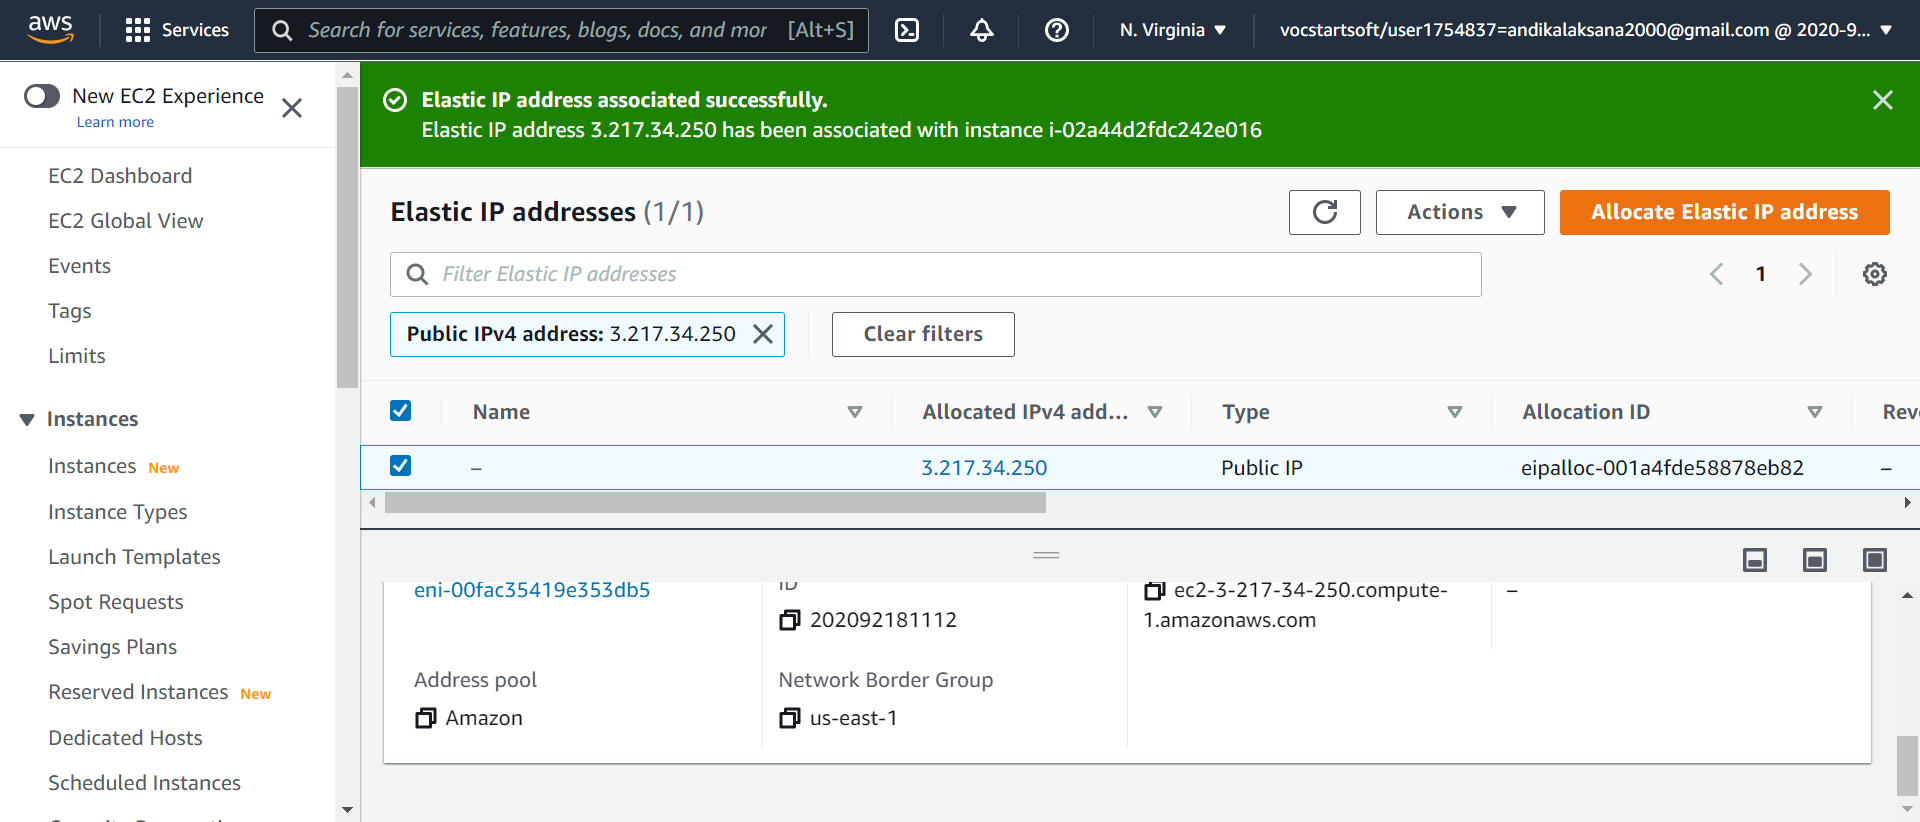 aws
Services
Search for services, features, blogs, docs, and mor [Alt+S]
N. Virginia
vocstartsoft/user1754837=andikalaksana2000@gmail.com @ 2020-9...
New EC2 Experience
Learn more
EC2 Dashboard
EC2 Global View
Events
Tags
Limits
Instances
Instances New
Instance Types
Launch Templates
Spot Requests
Savings Plans
Reserved Instances New
Dedicated Hosts
Scheduled Instances
Elastic IP address associated successfully.
Elastic IP address 3.217.34.250 has been associated with instance i-02a44d2fdc242e016
Elastic IP addresses (1/1)
Actions
Allocate Elastic IP address
Filter Elastic IP addresses
1
Public IPv4 address: 3.217.34.250
Clear filters
Name Allocated IPv4 add... Type Allocation ID Rev
– 3.217.34.250 Public IP eipalloc-001a4fde58878eb82 –
eni-00fac35419e353db5
ID
202092181112
ec2-3-217-34-250.compute-
1.amazonaws.com
–
Address pool
Amazon
Network Border Group
us-east-1